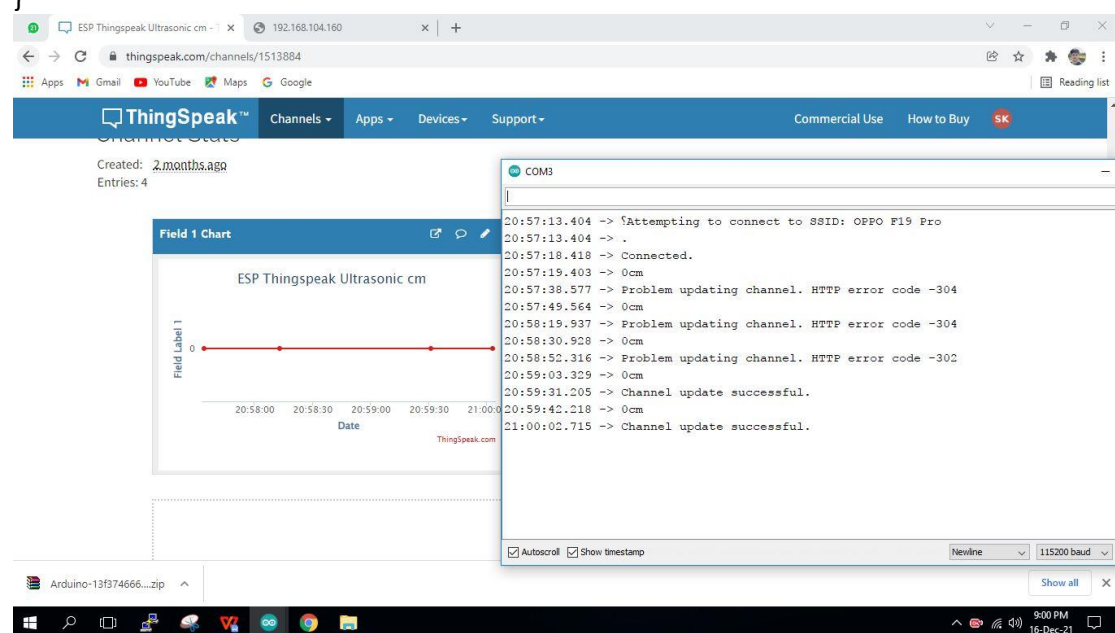 }
ESP Thingspeak Ultrasonic cm - T
192.168.104.160
thingspeak.com/channels/1513884
Apps Gmail YouTube Maps Google Reading list
ThingSpeak™ Channels Apps Devices Support Commercial Use How to Buy SK
Channel Stats
Created: 2 months ago
Entries: 4
Field 1 Chart
ESP Thingspeak Ultrasonic cm
Field Label 1
0
20:58:00 20:58:30 20:59:00 20:59:30 21:00:0
Date
ThingSpeak.com
COM3
20:57:13.404 -> ⸮Attempting to connect to SSID: OPPO F19 Pro
20:57:13.404 -> .
20:57:18.418 -> Connected.
20:57:19.403 -> 0cm
20:57:38.577 -> Problem updating channel. HTTP error code -304
20:57:49.564 -> 0cm
20:58:19.937 -> Problem updating channel. HTTP error code -304
20:58:30.928 -> 0cm
20:58:52.316 -> Problem updating channel. HTTP error code -302
20:59:03.329 -> 0cm
20:59:31.205 -> Channel update successful.
20:59:42.218 -> 0cm
21:00:02.715 -> Channel update successful.
Autoscroll Show timestamp Newline 115200 baud
Arduino-13f374666....zip Show all
9:00 PM
16-Dec-21